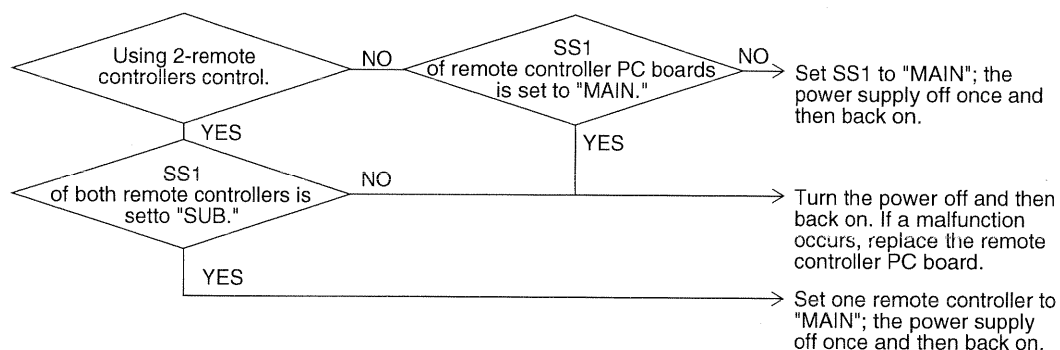 Using 2-remote
controllers control.
NO
SS1
of remote controller PC boards
is set to "MAIN."
NO
Set SS1 to "MAIN"; the
power supply off once and
then back on.
YES
YES
SS1
of both remote controllers is
setto "SUB."
NO
Turn the power off and then
back on. If a malfunction
occurs, replace the remote
controller PC board.
YES
Set one remote controller to
"MAIN"; the power supply
off once and then back on.